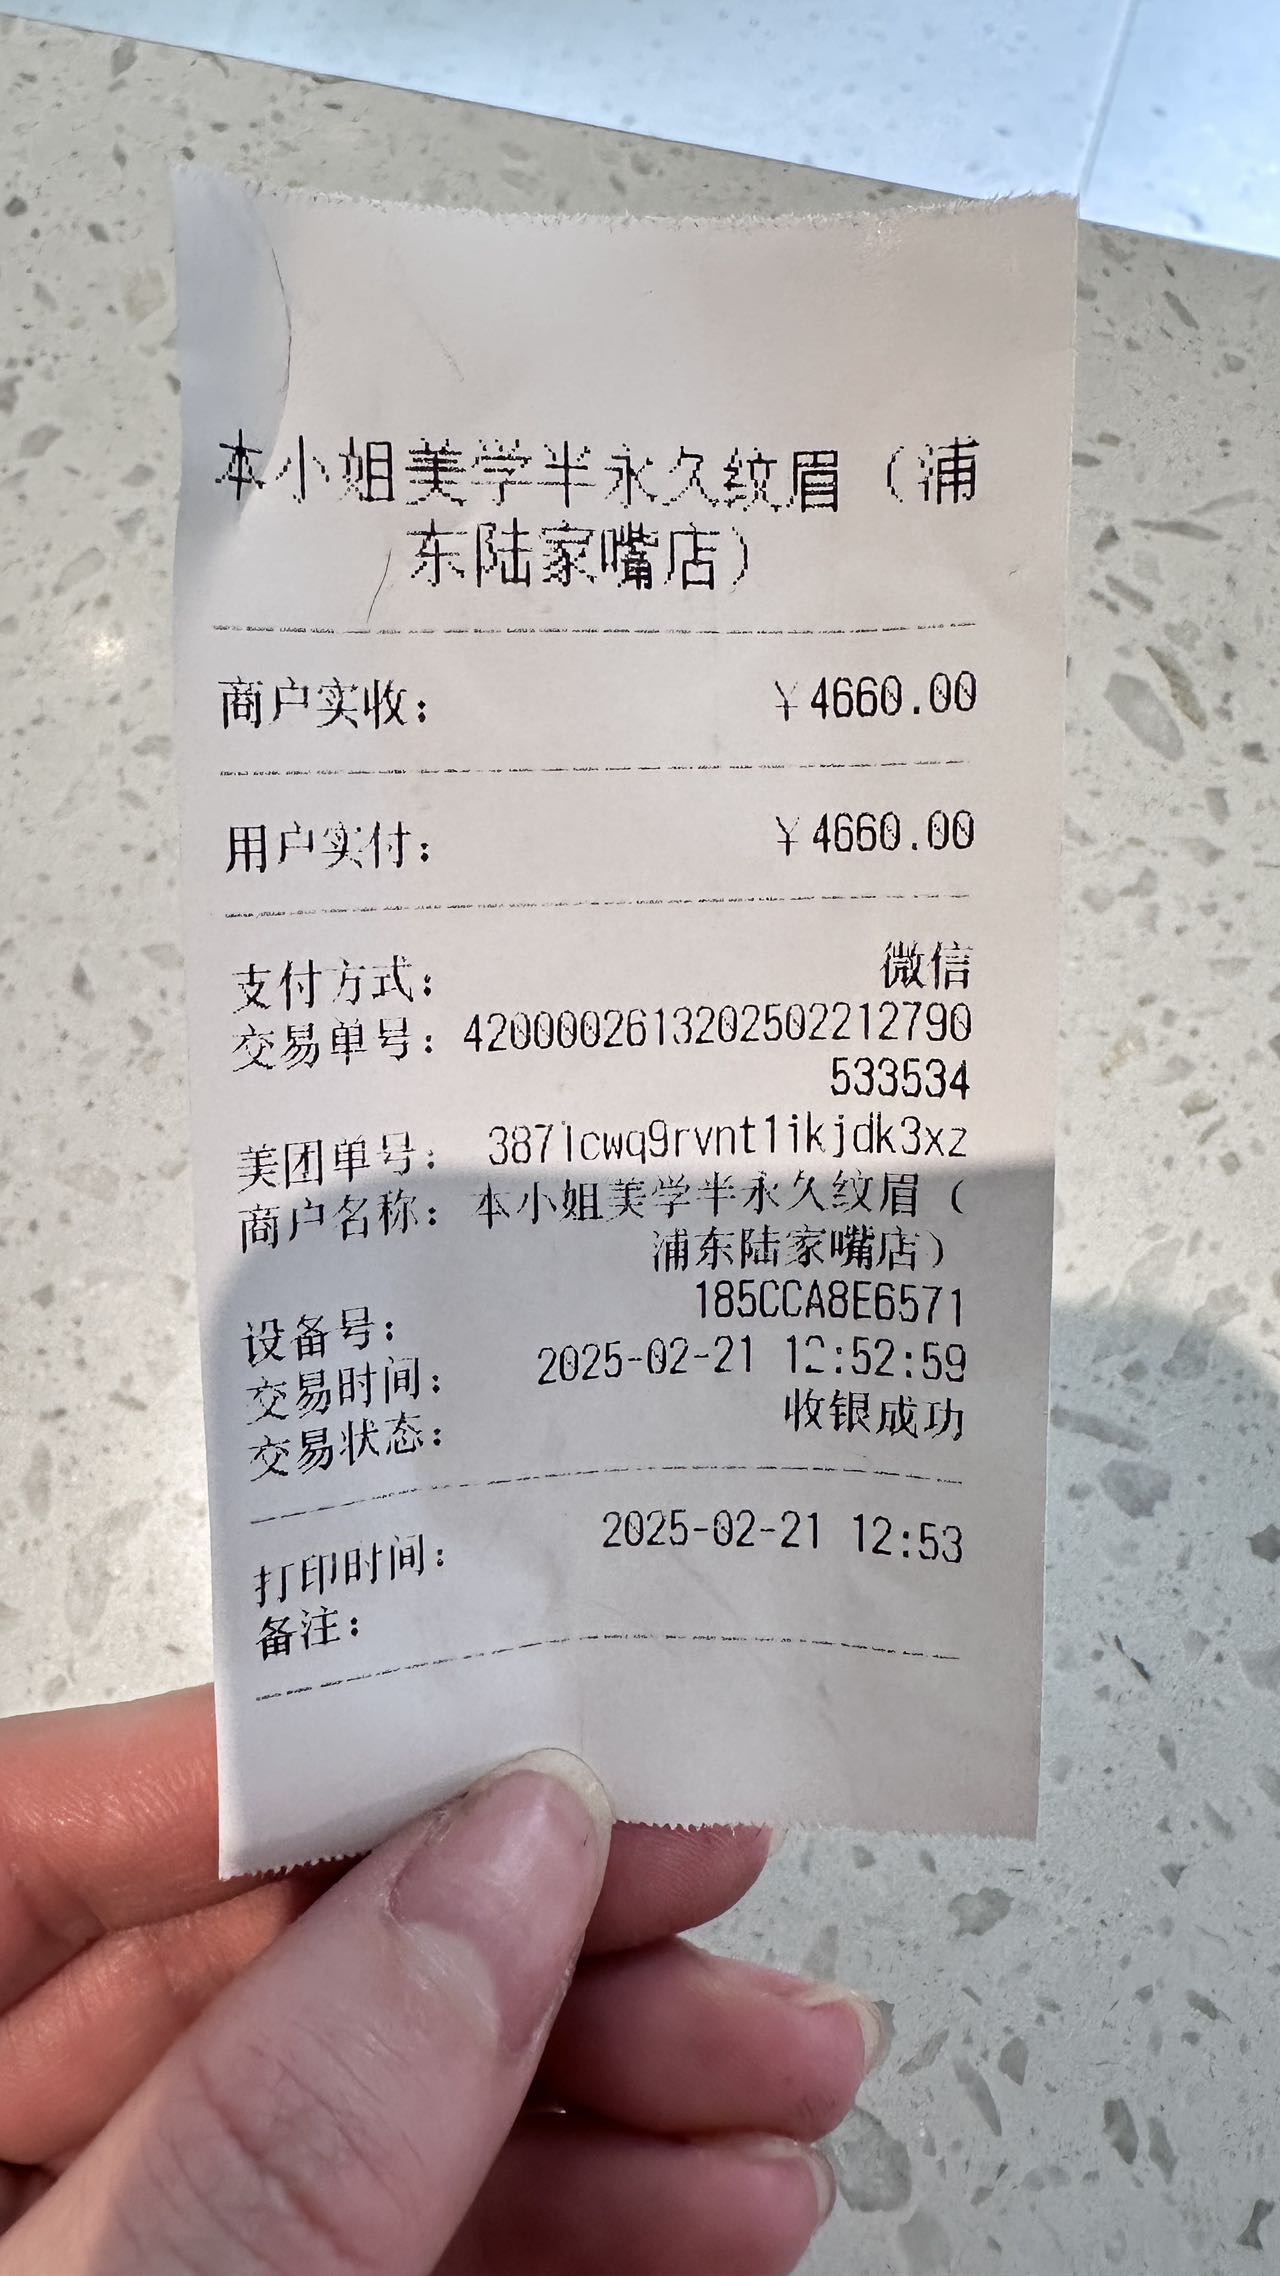 本小姐美学半永久纹眉（浦
东陆家嘴店）
商户实收： ￥4660.00
用户实付： ￥4660.00
支付方式： 微信
交易单号：4200002613202502212790
533534
美团单号： 387lcwq9rvnt1ikjdk3xz
商户名称：本小姐美学半永久纹眉（
浦东陆家嘴店）
设备号： 185CCA8E6571
交易时间： 2025-02-21 12:52:59
交易状态： 收银成功
打印时间： 2025-02-21 12:53
备注：